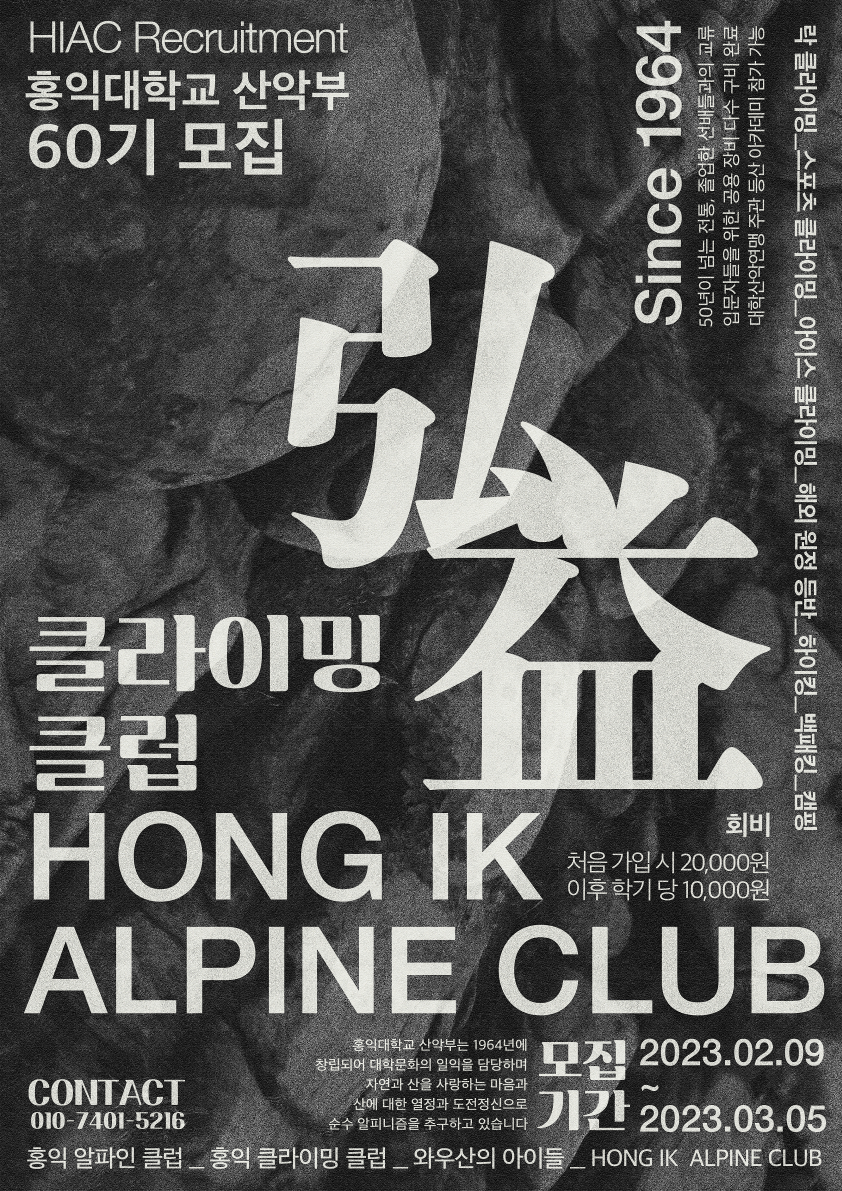 HIAC Recruitment
홍익대학교 산악부
60기 모집
Since 1964
50년이 넘는 전통, 졸업한 선배들과의 교류
입문자들을 위한 공용 장비 다수 구비 완료
대학산악연맹 주관 등산 아카데미 참가 가능
락 클라이밍_스포츠 클라이밍_아이스 클라이밍_해외 원정 등반_하이킹_백패킹_캠핑
弘
益
클라이밍
클럽
HONG IK
회비
처음 가입 시 20,000원
이후 학기 당 10,000원
ALPINE CLUB
홍익대학교 산악부는 1964년에
창립되어 대학문화의 일익을 담당하며
자연과 산을 사랑하는 마음과
산에 대한 열정과 도전정신으로
순수 알피니즘을 추구하고 있습니다
모집
기간
2023.02.09
~
2023.03.05
CONTACT
010-7401-5216
홍익 알파인 클럽 _ 홍익 클라이밍 클럽 _ 와우산의 아이들 _ HONG IK ALPINE CLUB